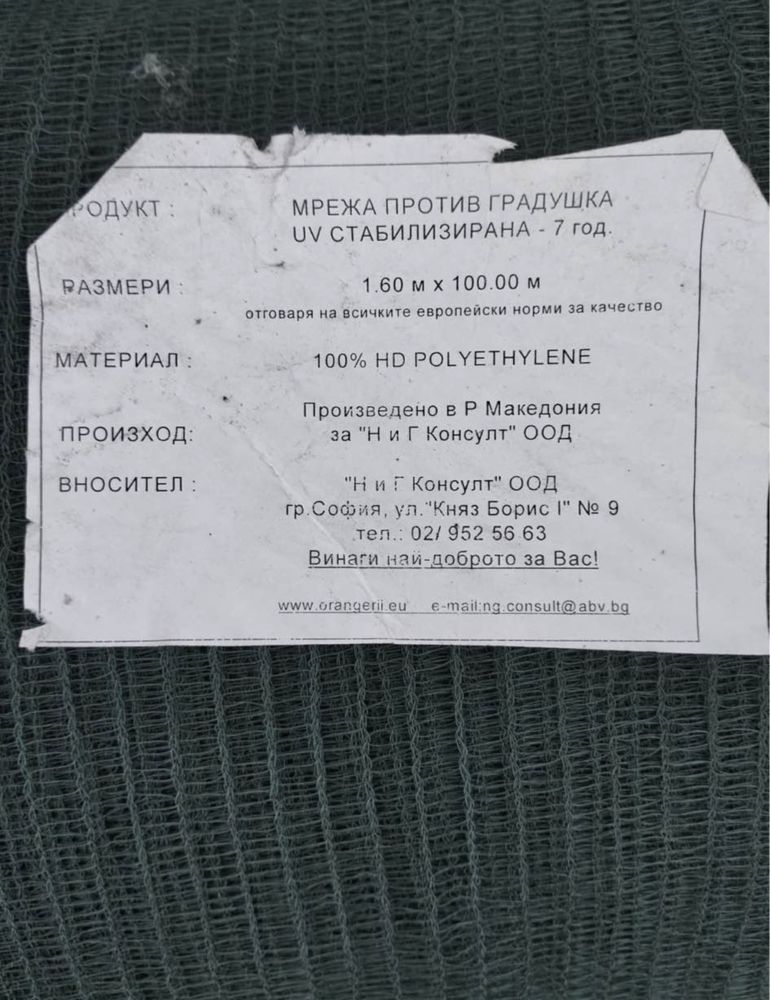 РОДУКТ :
МРЕЖА ПРОТИВ ГРАДУШКА
UV СТАБИЛИЗИРАНА - 7 год.
РАЗМЕРИ :
1.60 м х 100.00 м
отговаря на всичките европейски норми за качество
МАТЕРИАЛ :
100% HD POLYETHYLENE
ПРОИЗХОД:
Произведено в Р Македония
за "Н и Г Консулт" ООД
ВНОСИТЕЛ :
"Н и Г Консулт" ООД
гр.София, ул."Княз Борис I" № 9
тел.: 02/ 952 56 63
Винаги най-доброто за Вас!
www.orangerii.eu e-mail:ng.consult@abv.bg